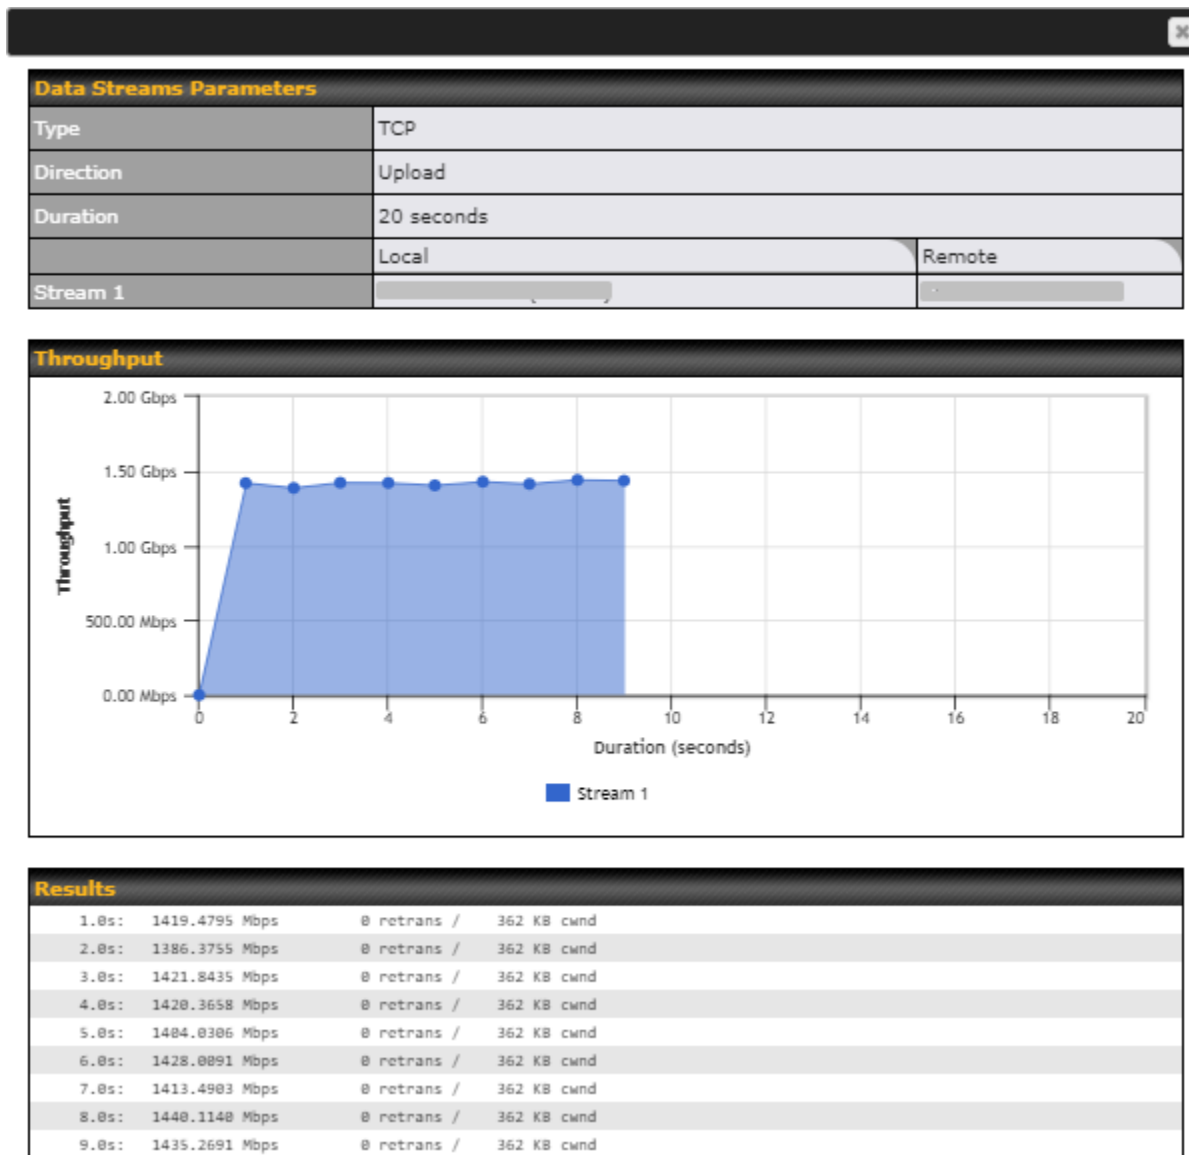 Data Streams Parameters
Type TCP
Direction Upload
Duration 20 seconds
Local Remote
Stream 1
Throughput
2.00 Gbps
1.50 Gbps
1.00 Gbps
500.00 Mbps
0.00 Mbps
Throughput
0 2 4 6 8 10 12 14 16 18 20
Duration (seconds)
Stream 1
Results
1.0s: 1419.4795 Mbps 0 retrans / 362 KB cwnd
2.0s: 1386.3755 Mbps 0 retrans / 362 KB cwnd
3.0s: 1421.8435 Mbps 0 retrans / 362 KB cwnd
4.0s: 1420.3658 Mbps 0 retrans / 362 KB cwnd
5.0s: 1404.0306 Mbps 0 retrans / 362 KB cwnd
6.0s: 1428.0091 Mbps 0 retrans / 362 KB cwnd
7.0s: 1413.4903 Mbps 0 retrans / 362 KB cwnd
8.0s: 1440.1140 Mbps 0 retrans / 362 KB cwnd
9.0s: 1435.2691 Mbps 0 retrans / 362 KB cwnd